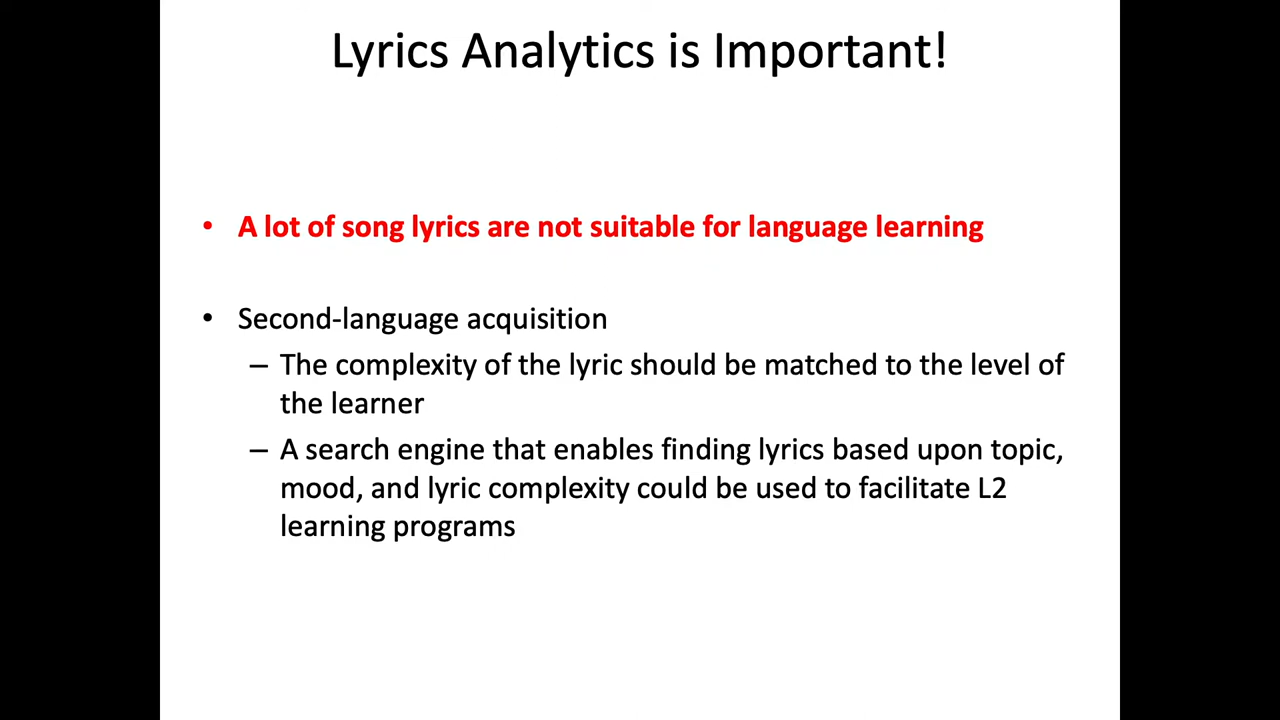 Lyrics Analytics is Important!
• A lot of song lyrics are not suitable for language learning
• Second-language acquisition
– The complexity of the lyric should be matched to the level of
the learner
– A search engine that enables finding lyrics based upon topic,
mood, and lyric complexity could be used to facilitate L2
learning programs